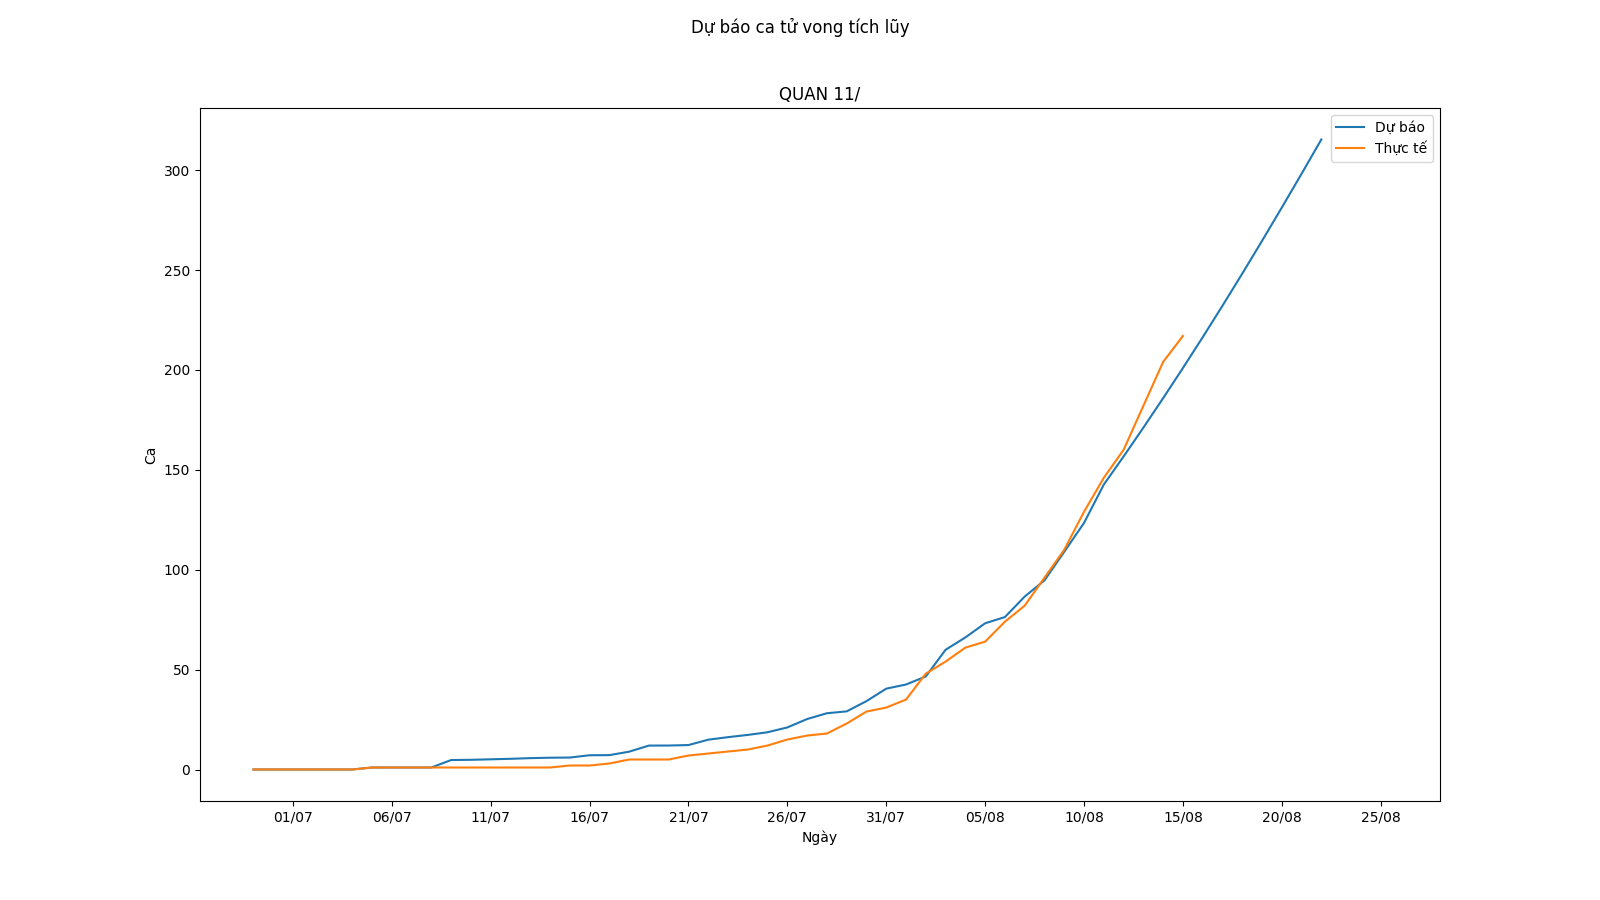 Dự báo ca tử vong tích lũy
QUAN 11/
Dự báo
Thực tế
300
250
200
150
100
50
0
Ca
01/07 06/07 11/07 16/07 21/07 26/07 31/07 05/08 10/08 15/08 20/08 25/08
Ngày